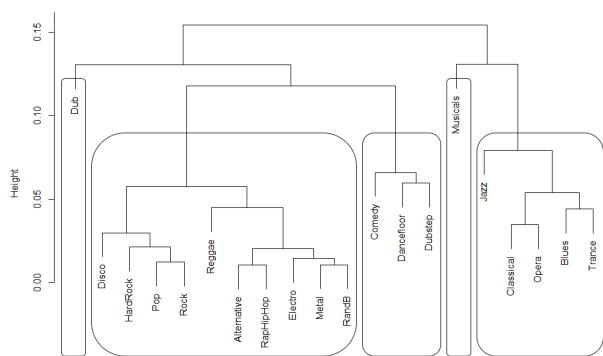 Height
0.15
0.10
0.05
0.00
Dub
Disco
HardRock
Pop
Rock
Reggae
Alternative
RapHipHop
Electro
Metal
RandB
Comedy
Dancefloor
Dubstep
Musicals
Jazz
Classical
Opera
Blues
Trance